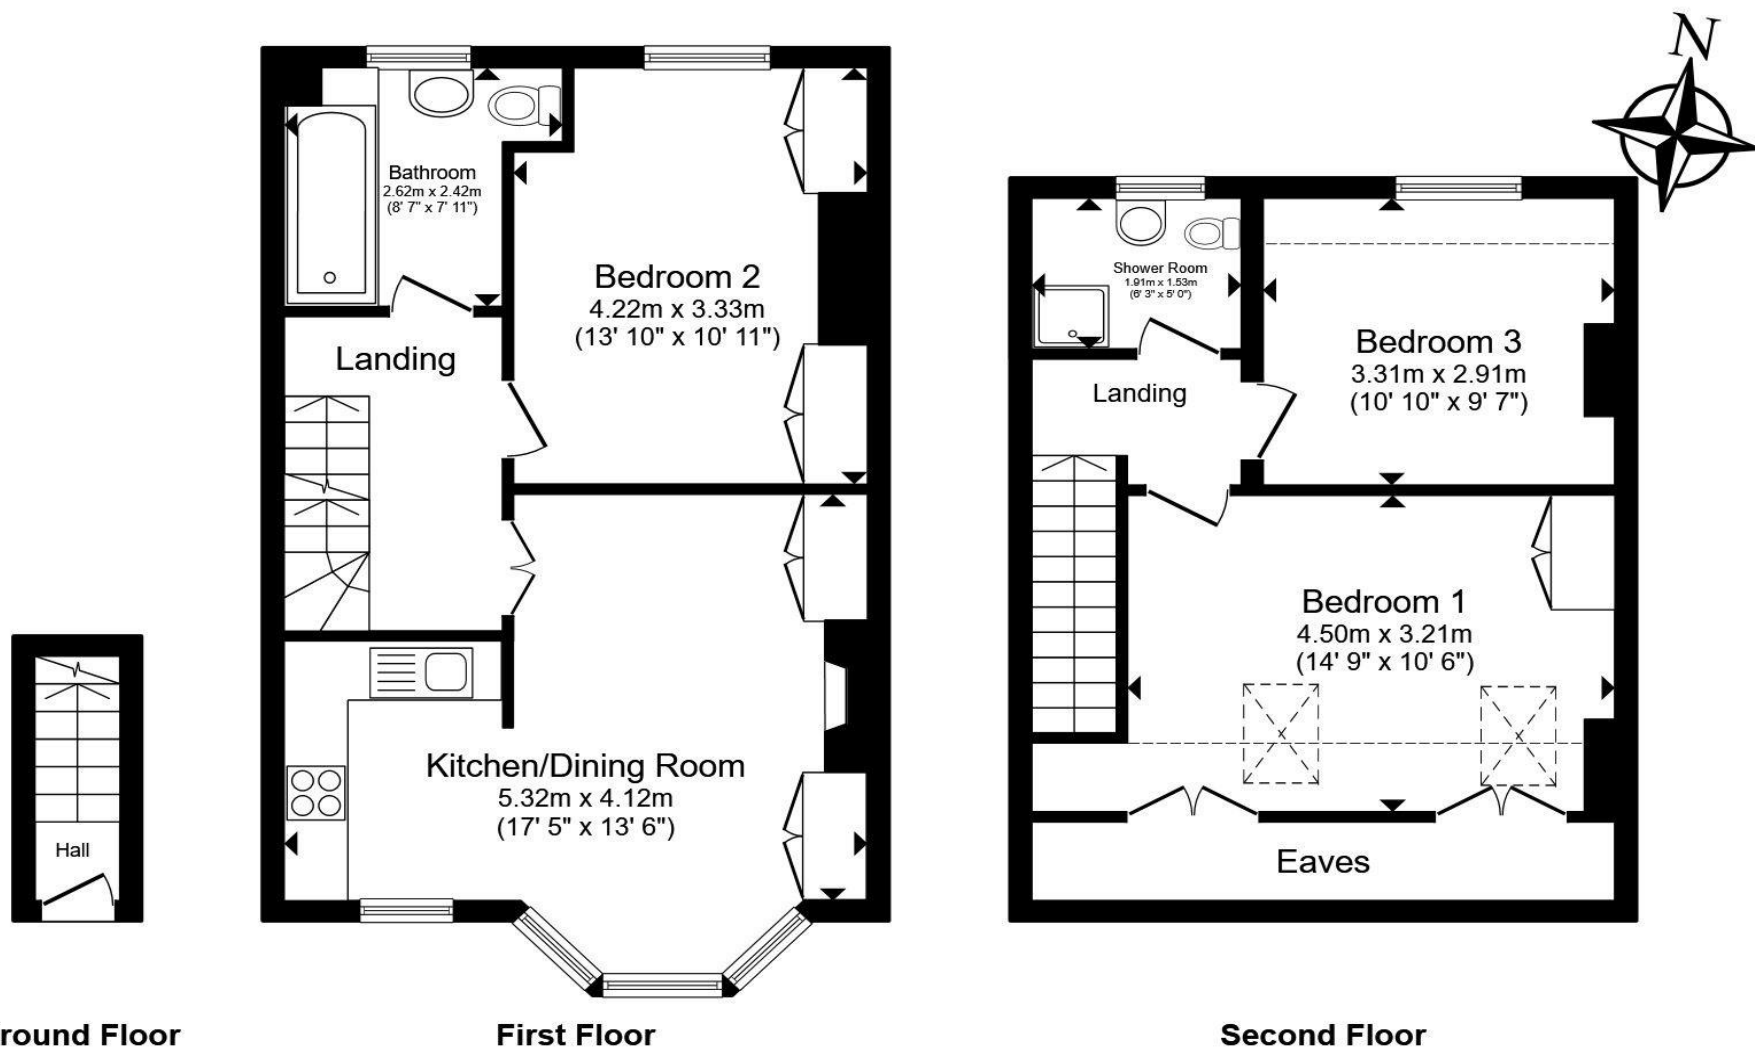 N
Bathroom
2.62m x 2.42m
(8' 7" x 7' 11")
Bedroom 2
4.22m x 3.33m
(13' 10" x 10' 11")
Landing
Kitchen/Dining Room
5.32m x 4.12m
(17' 5" x 13' 6")
Hall
Shower Room
1.91m x 1.53m
(6' 3" x 5' 0")
Bedroom 3
3.31m x 2.91m
(10' 10" x 9' 7")
Landing
Bedroom 1
4.50m x 3.21m
(14' 9" x 10' 6")
Eaves
round Floor
First Floor
Second Floor